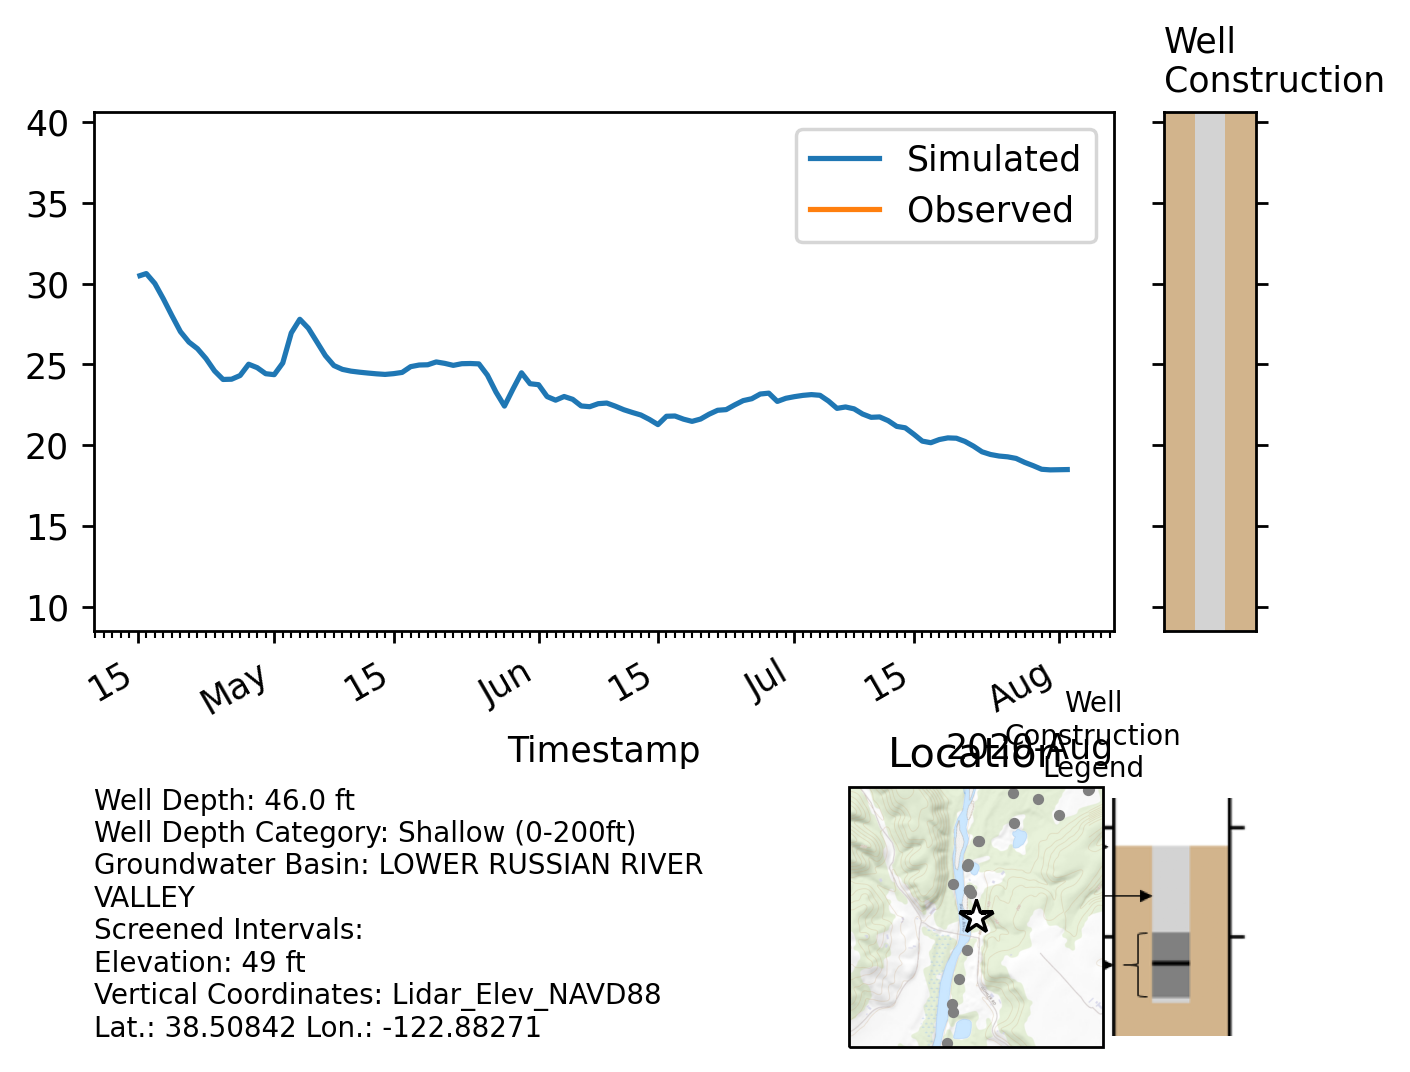 Well
Construction
40
35
30
25
20
15
10
Simulated
Observed
15
May
15
Jun
15
Jul
15
Aug
Timestamp
2020-Aug
Location
Well
Construction
Legend
Well Depth: 46.0 ft
Well Depth Category: Shallow (0-200ft)
Groundwater Basin: LOWER RUSSIAN RIVER
VALLEY
Screened Intervals:
Elevation: 49 ft
Vertical Coordinates: Lidar_Elev_NAVD88
Lat.: 38.50842 Lon.: -122.88271